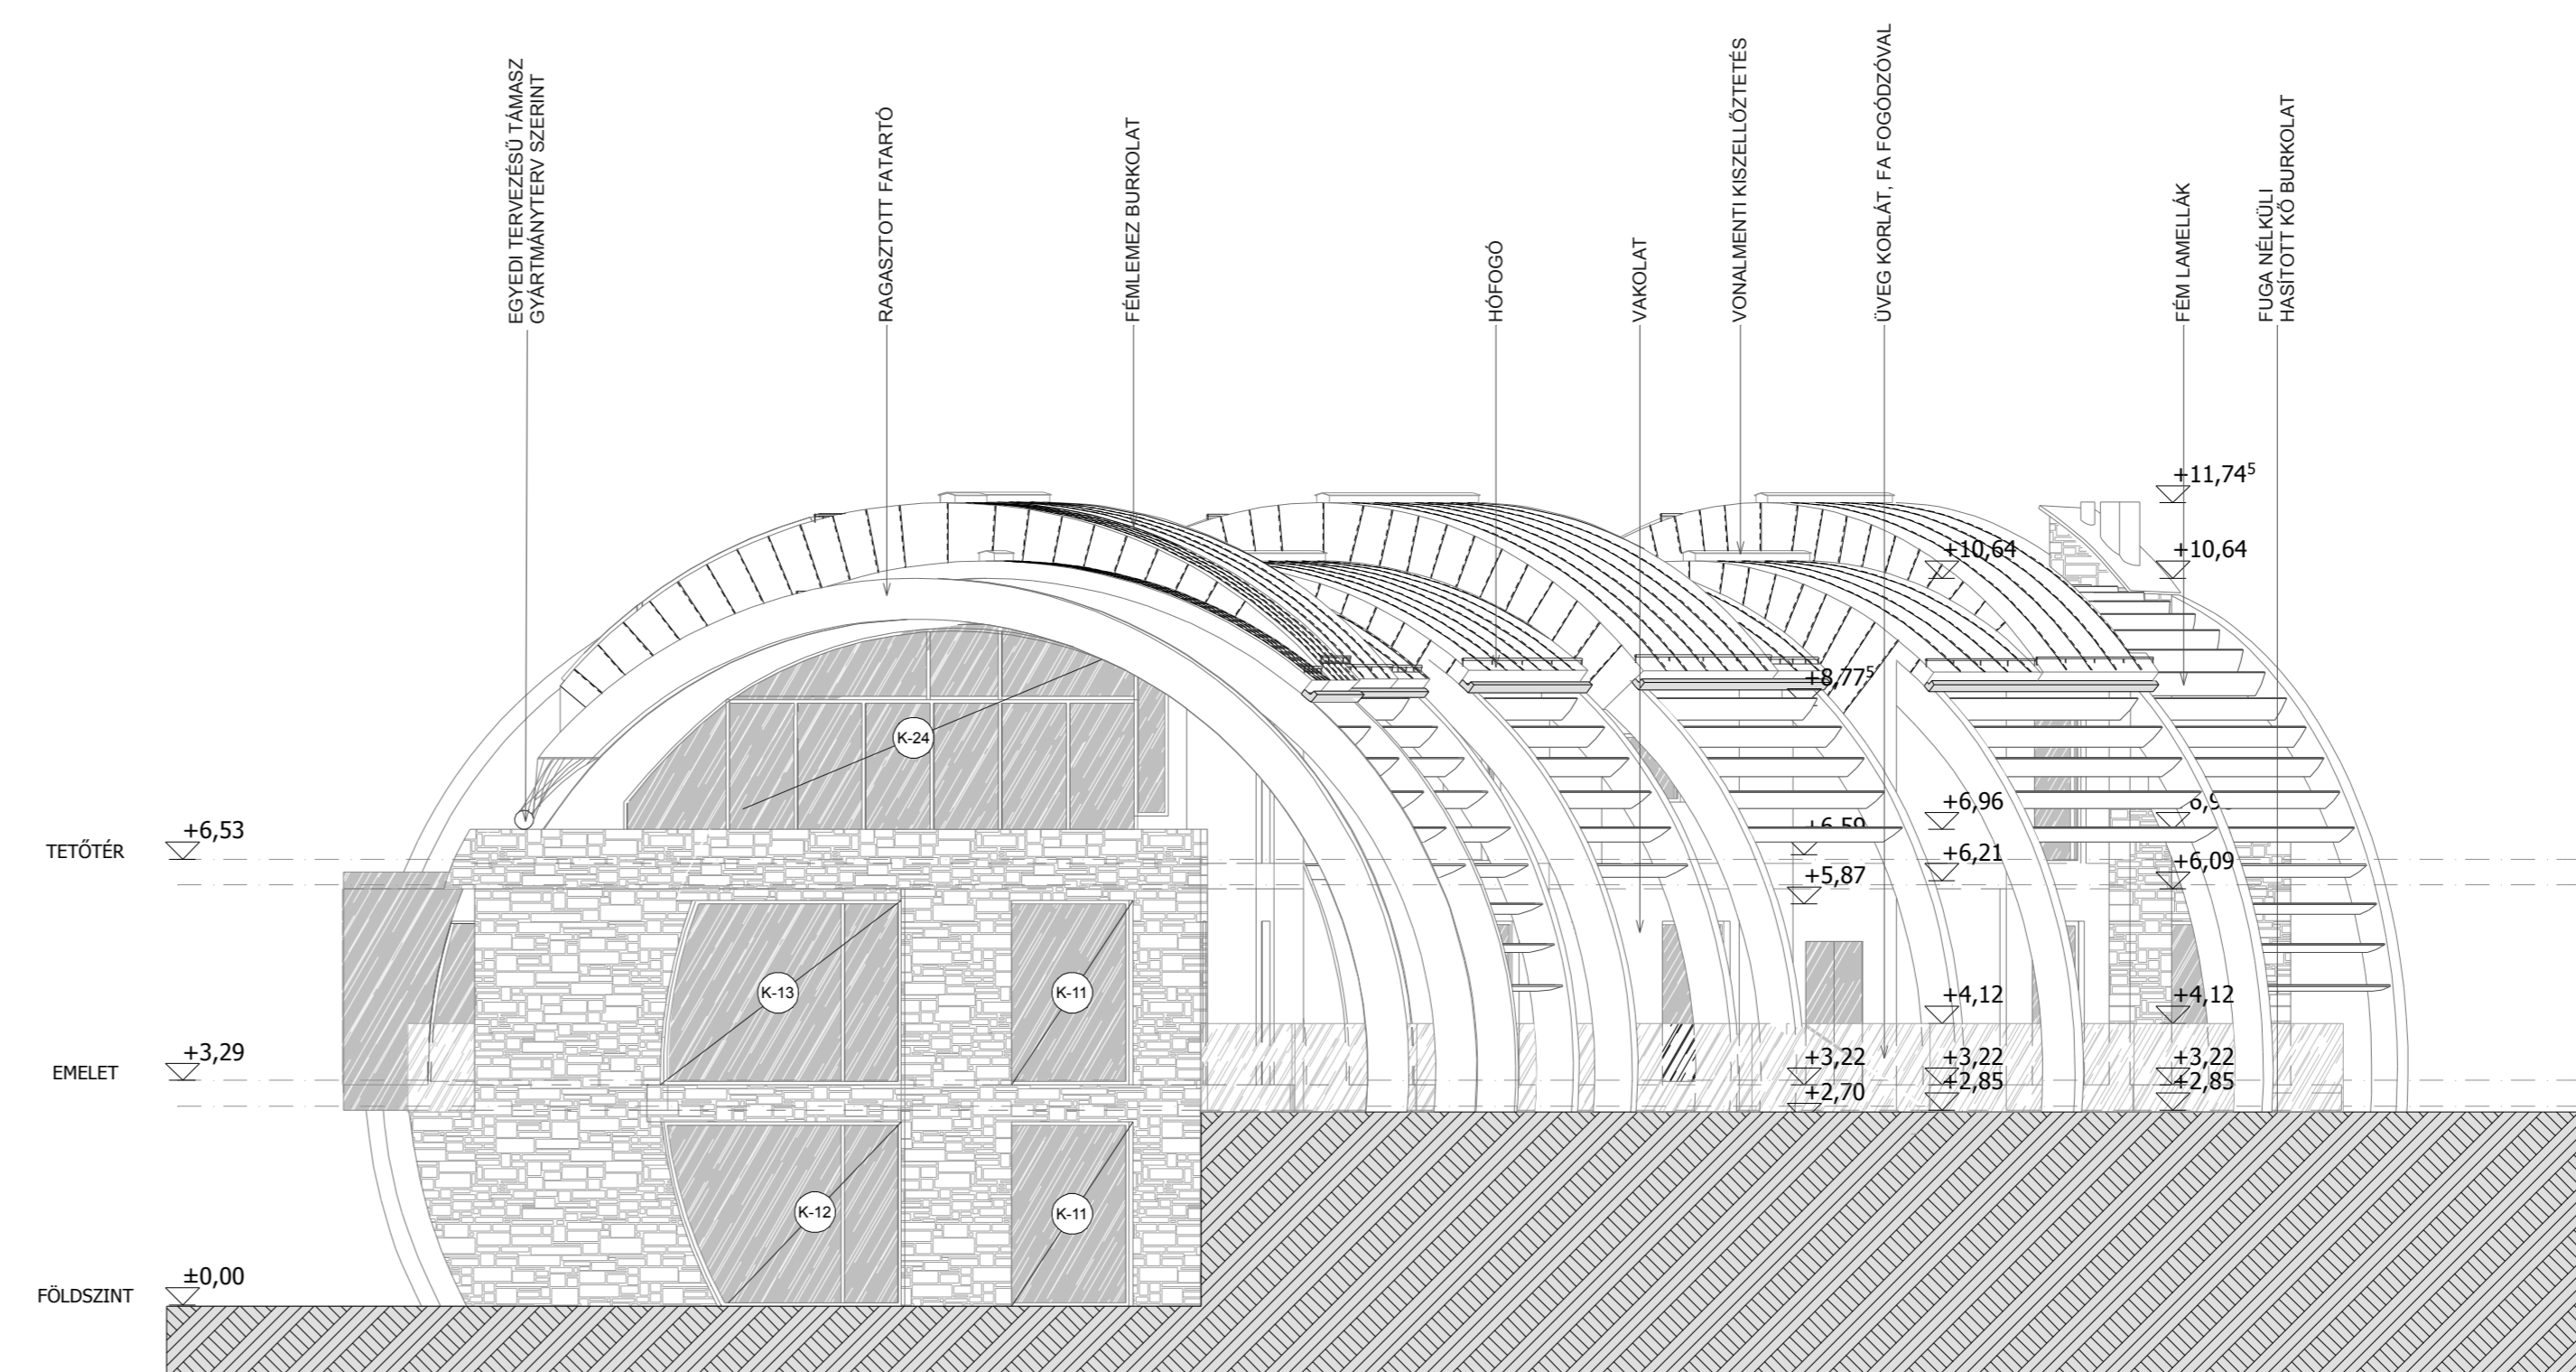 EGYEDI TERVEZÉSŰ TÁMASZ
GYÁRTMÁNYTERV SZERINT
RAGASZTOTT FATARTÓ
FÉMLEMEZ BURKOLAT
HÓFOGÓ
VAKOLAT
VONALMENTI KISZELLŐZTETÉS
ÜVEG KORLÁT, FA FOGÓDZÓVAL
FÉM LAMELLÁK
FUGA NÉLKÜLI
HASÍTOTT KŐ BURKOLAT
+11,74⁵
+10,64
+10,64
+8,77⁵
K-24
+6,96
TETŐTÉR
+6,53
+6,59
+6,21
+6,09
+5,87
K-13
K-11
+4,12
+4,12
EMELET
+3,29
+3,22
+3,22
+3,22
+2,85
+2,85
+2,70
K-12
K-11
FÖLDSZINT
±0,00